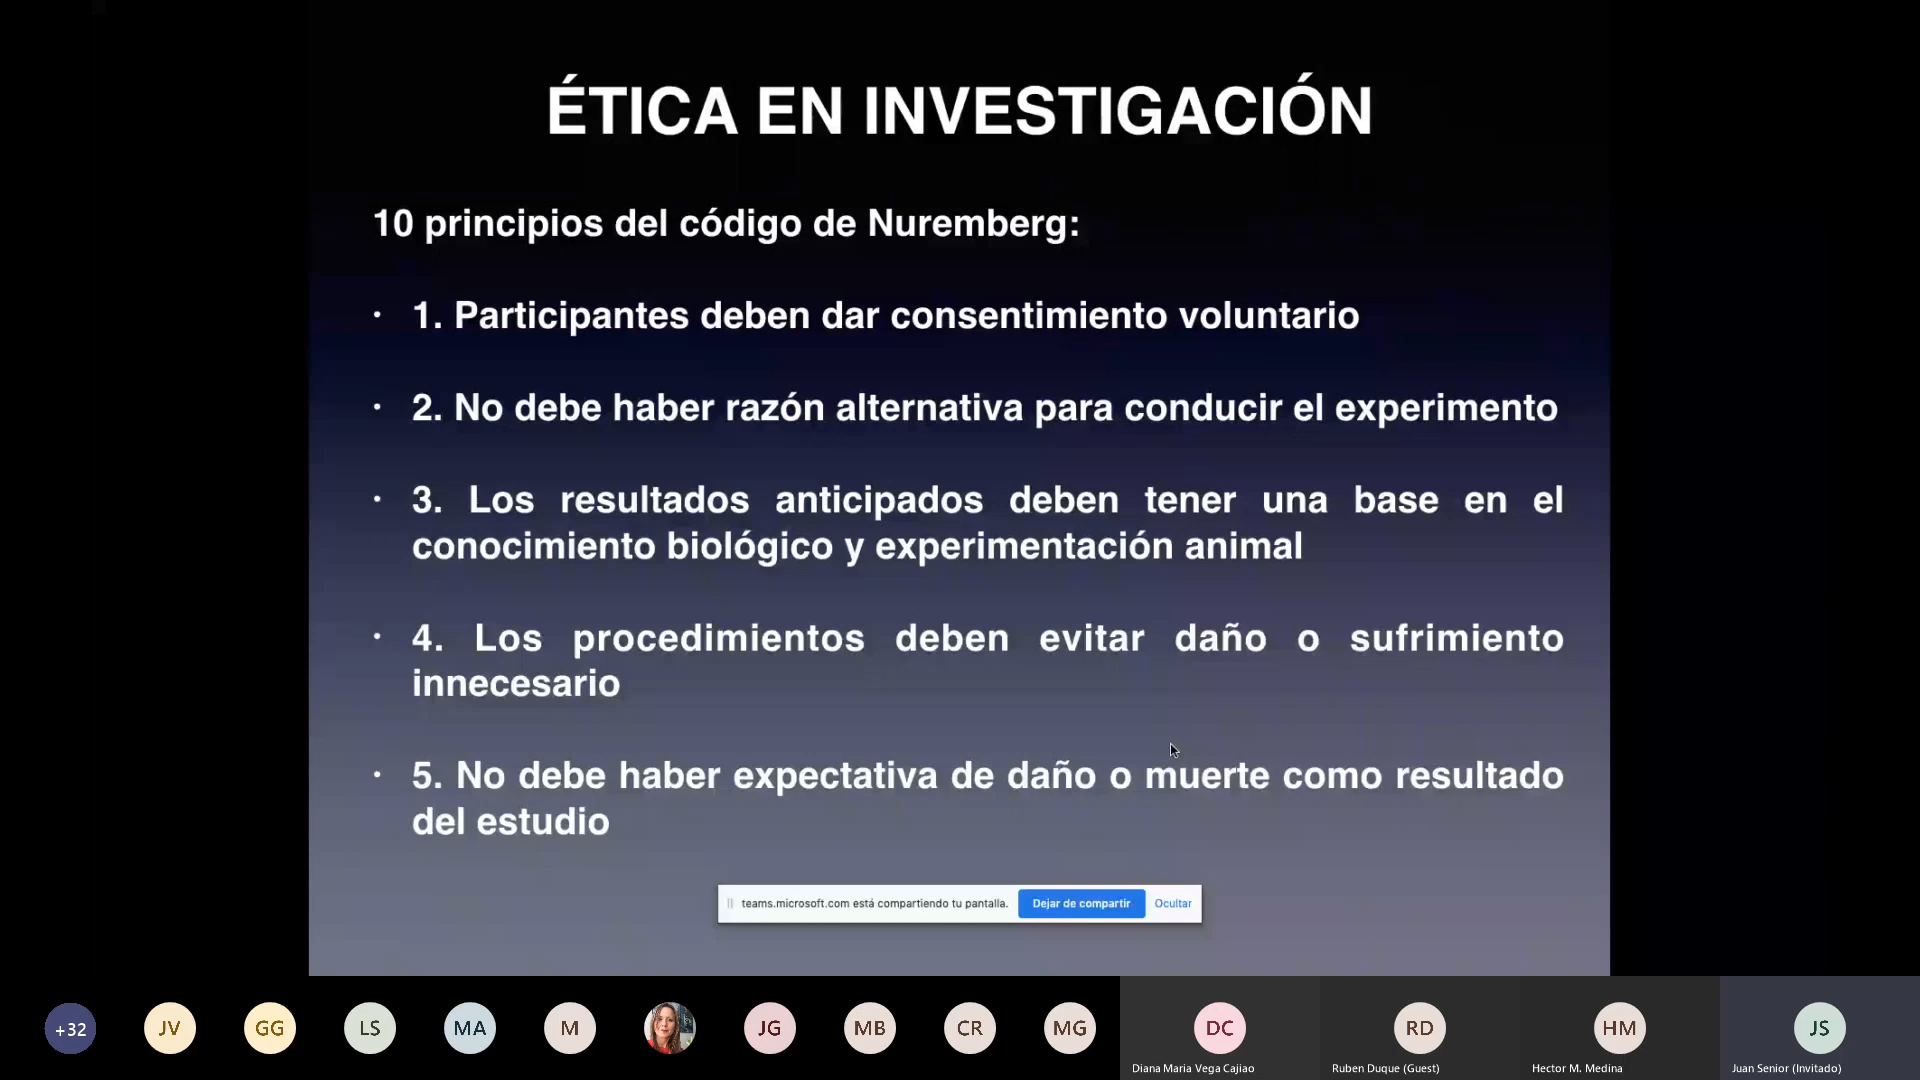 ÉTICA EN INVESTIGACIÓN
10 principios del código de Nuremberg:
• 1. Participantes deben dar consentimiento voluntario
• 2. No debe haber razón alternativa para conducir el experimento
• 3. Los resultados anticipados deben tener una base en el
conocimiento biológico y experimentación animal
• 4. Los procedimientos deben evitar daño o sufrimiento
innecesario
• 5. No debe haber expectativa de daño o muerte como resultado
del estudio
teams.microsoft.com está compartiendo tu pantalla. Dejar de compartir Ocultar
+32 JV GG LS MA M JG MB CR MG DC RD HM JS
Diana Maria Vega Cajiao Ruben Duque (Guest) Hector M. Medina Juan Senior (Invitado)